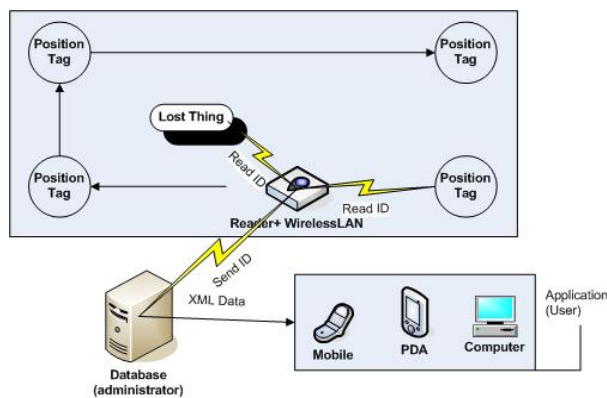 Position
Tag
Position
Tag
Lost Thing
Read ID
Position
Tag
Position
Tag
Read ID
Reader+ WirelessLAN
Send ID
XML Data
Database
(administrator)
Mobile
PDA
Computer
Application
(User)